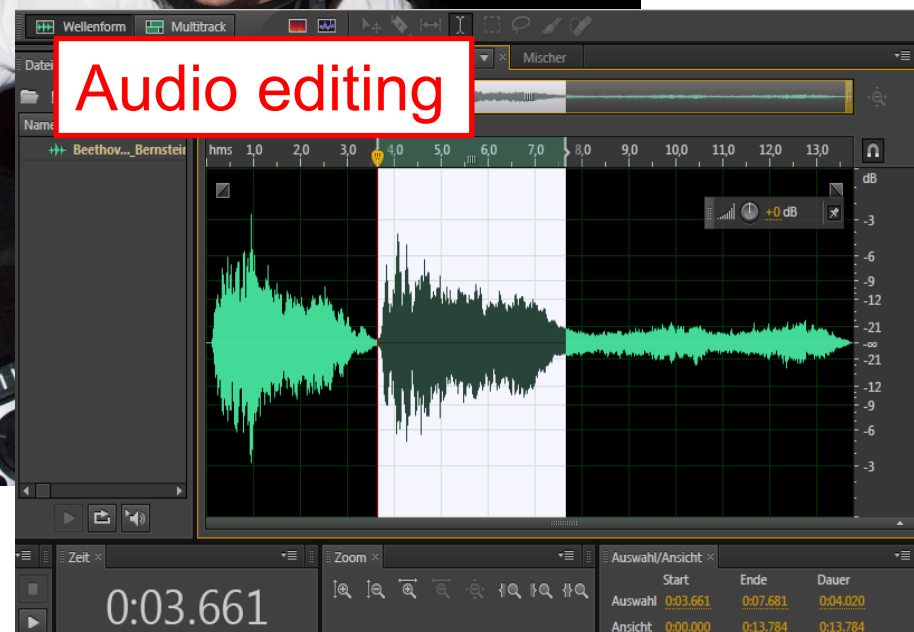 Wellenform Multitrack
Datei
Audio editing
Mischer
Name
Beethov..._Bernstein
hms 1,0 2,0 3,0 4,0 5,0 6,0 7,0 8,0 9,0 10,0 11,0 12,0 13,0
dB
+0 dB
-3
-6
-9
-12
-21
-∞
-21
-12
-9
-6
-3
Zeit
0:03.661
Zoom
Auswahl/Ansicht
Start Ende Dauer
Auswahl 0:03.661 0:07.681 0:04.020
Ansicht 0:00.000 0:13.784 0:13.784